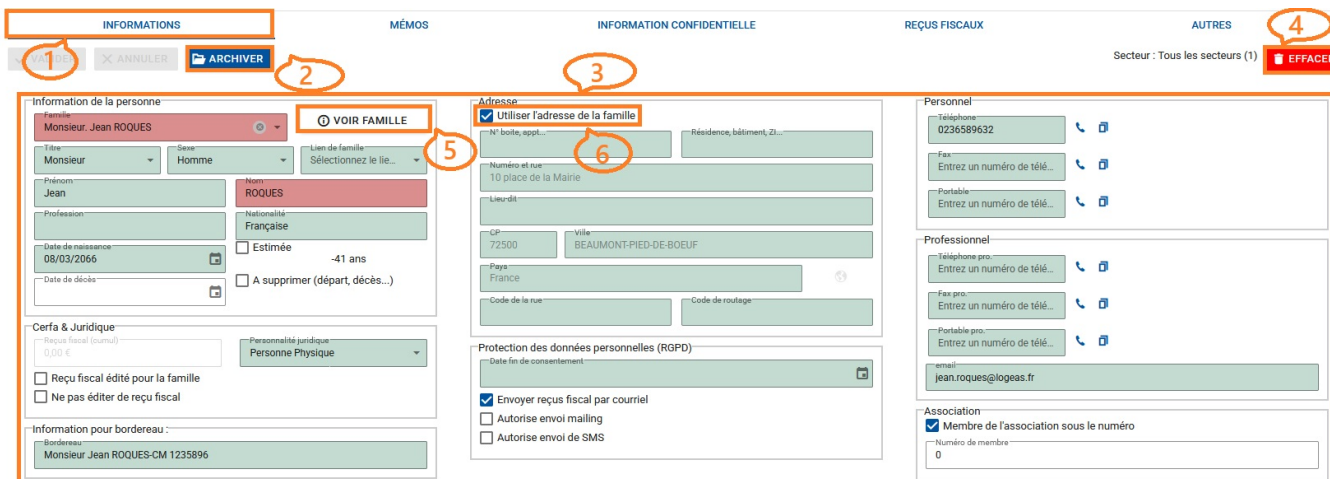 INFORMATIONS
MÉMOS
INFORMATION CONFIDENTIELLE
REÇUS FISCAUX
AUTRES
1
VALIDER
ANNULER
ARCHIVER
2
3
4
Secteur : Tous les secteurs (1)
EFFACER
Information de la personne
Famille
Monsieur. Jean ROQUES
VOIR FAMILLE
5
Titre
Monsieur
Sexe
Homme
Lien de famille
Sélectionnez le lie...
Prénom
Jean
Nom
ROQUES
Profession
Nationalité
Française
Date de naissance
08/03/2066
Estimée
-41 ans
Date de décès
A supprimer (départ, décès...)
Cerfa & Juridique
Reçus fiscal (cumul)
0,00 €
Personnalité juridique
Personne Physique
Reçu fiscal édité pour la famille
Ne pas éditer de reçu fiscal
Information pour bordereau :
Bordereau
Monsieur Jean ROQUES-CM 1235896
Adresse
Utiliser l'adresse de la famille
6
N° boite, appt...
Résidence, bâtiment, ZI...
Numéro et rue
10 place de la Mairie
Lieu-dit
CP
72500
Ville
BEAUMONT-PIED-DE-BOEUF
Pays
France
Code de la rue
Code de routage
Protection des données personnelles (RGPD)
Date fin de consentement
Envoyer reçus fiscal par courriel
Autorise envoi mailing
Autorise envoi de SMS
Personnel
Téléphone
0236589632
Fax
Entrez un numéro de télé...
Portable
Entrez un numéro de télé...
Professionnel
Téléphone pro.
Entrez un numéro de télé...
Fax pro.
Entrez un numéro de télé...
Portable pro.
Entrez un numéro de télé...
email
jean.roques@logeas.fr
Association
Membre de l'association sous le numéro
Numéro de membre
0